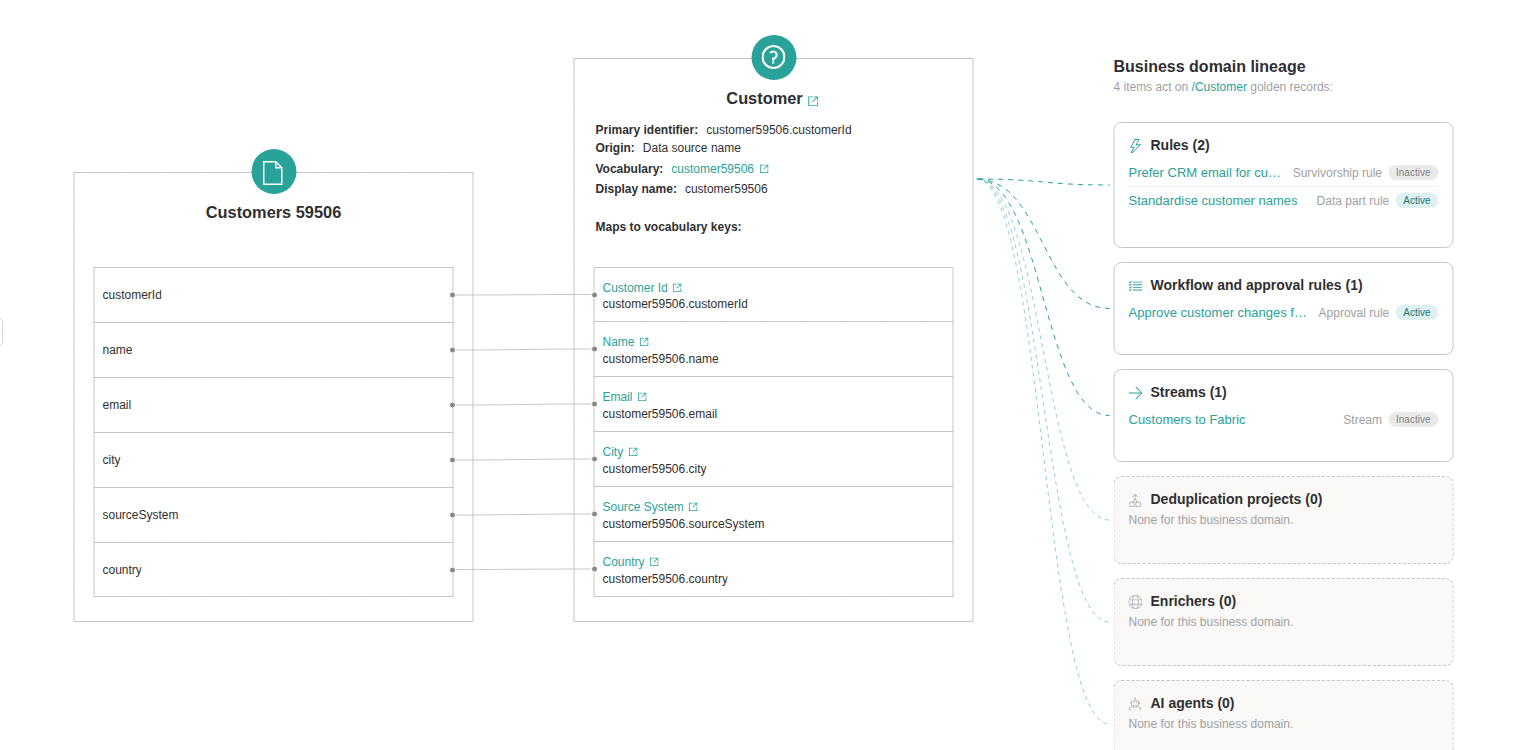 Customers 59506
customerId
name
email
city
sourceSystem
country
Customer
Primary identifier: customer59506.customerId
Origin: Data source name
Vocabulary: customer59506
Display name: customer59506
Maps to vocabulary keys:
Customer Id
customer59506.customerId
Name
customer59506.name
Email
customer59506.email
City
customer59506.city
Source System
customer59506.sourceSystem
Country
customer59506.country
Business domain lineage
4 items act on /Customer golden records:
Rules (2)
Prefer CRM email for cu… Survivorship rule Inactive
Standardise customer names Data part rule Active
Workflow and approval rules (1)
Approve customer changes f… Approval rule Active
Streams (1)
Customers to Fabric Stream Inactive
Deduplication projects (0)
None for this business domain.
Enrichers (0)
None for this business domain.
AI agents (0)
None for this business domain.